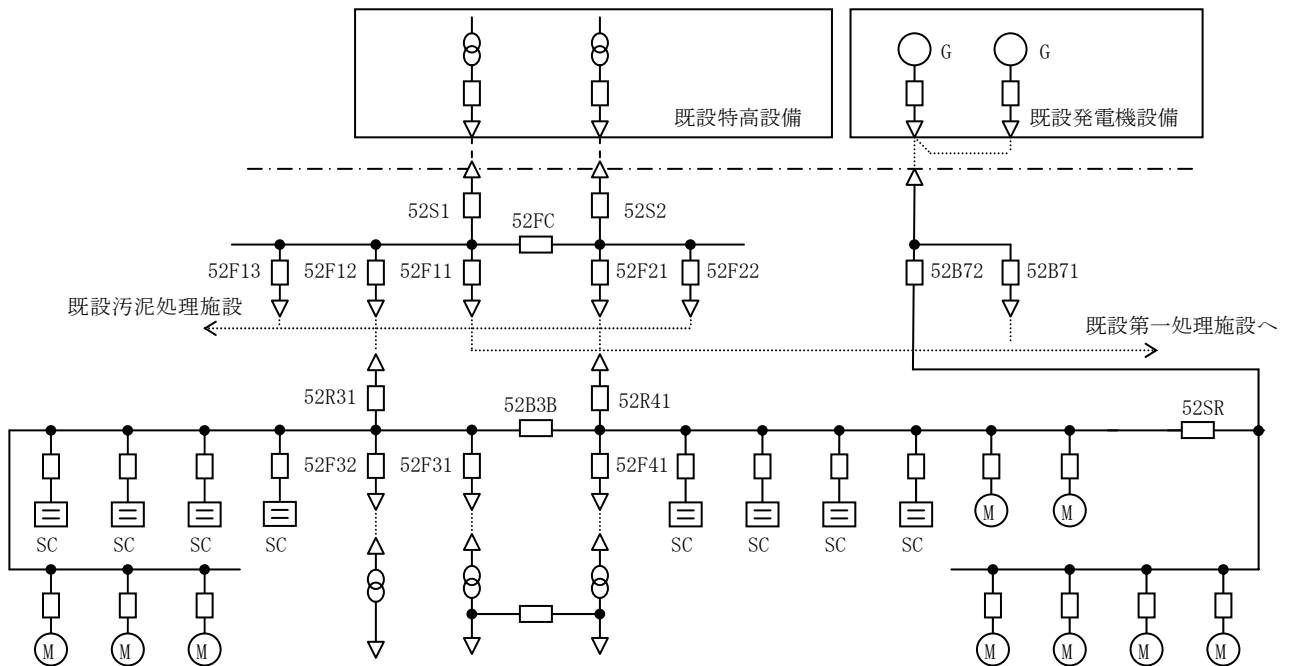 G
G
既設特高設備
既設発電機設備
52S1
52FC
52S2
52F13
52F12
52F11
52F21
52F22
52B72
52B71
既設汚泥処理施設
既設第一処理施設へ
52R31
52B3B
52R41
52SR
52F32
52F31
52F41
M
M
SC
SC
SC
SC
SC
SC
SC
SC
M
M
M
M
M
M
M